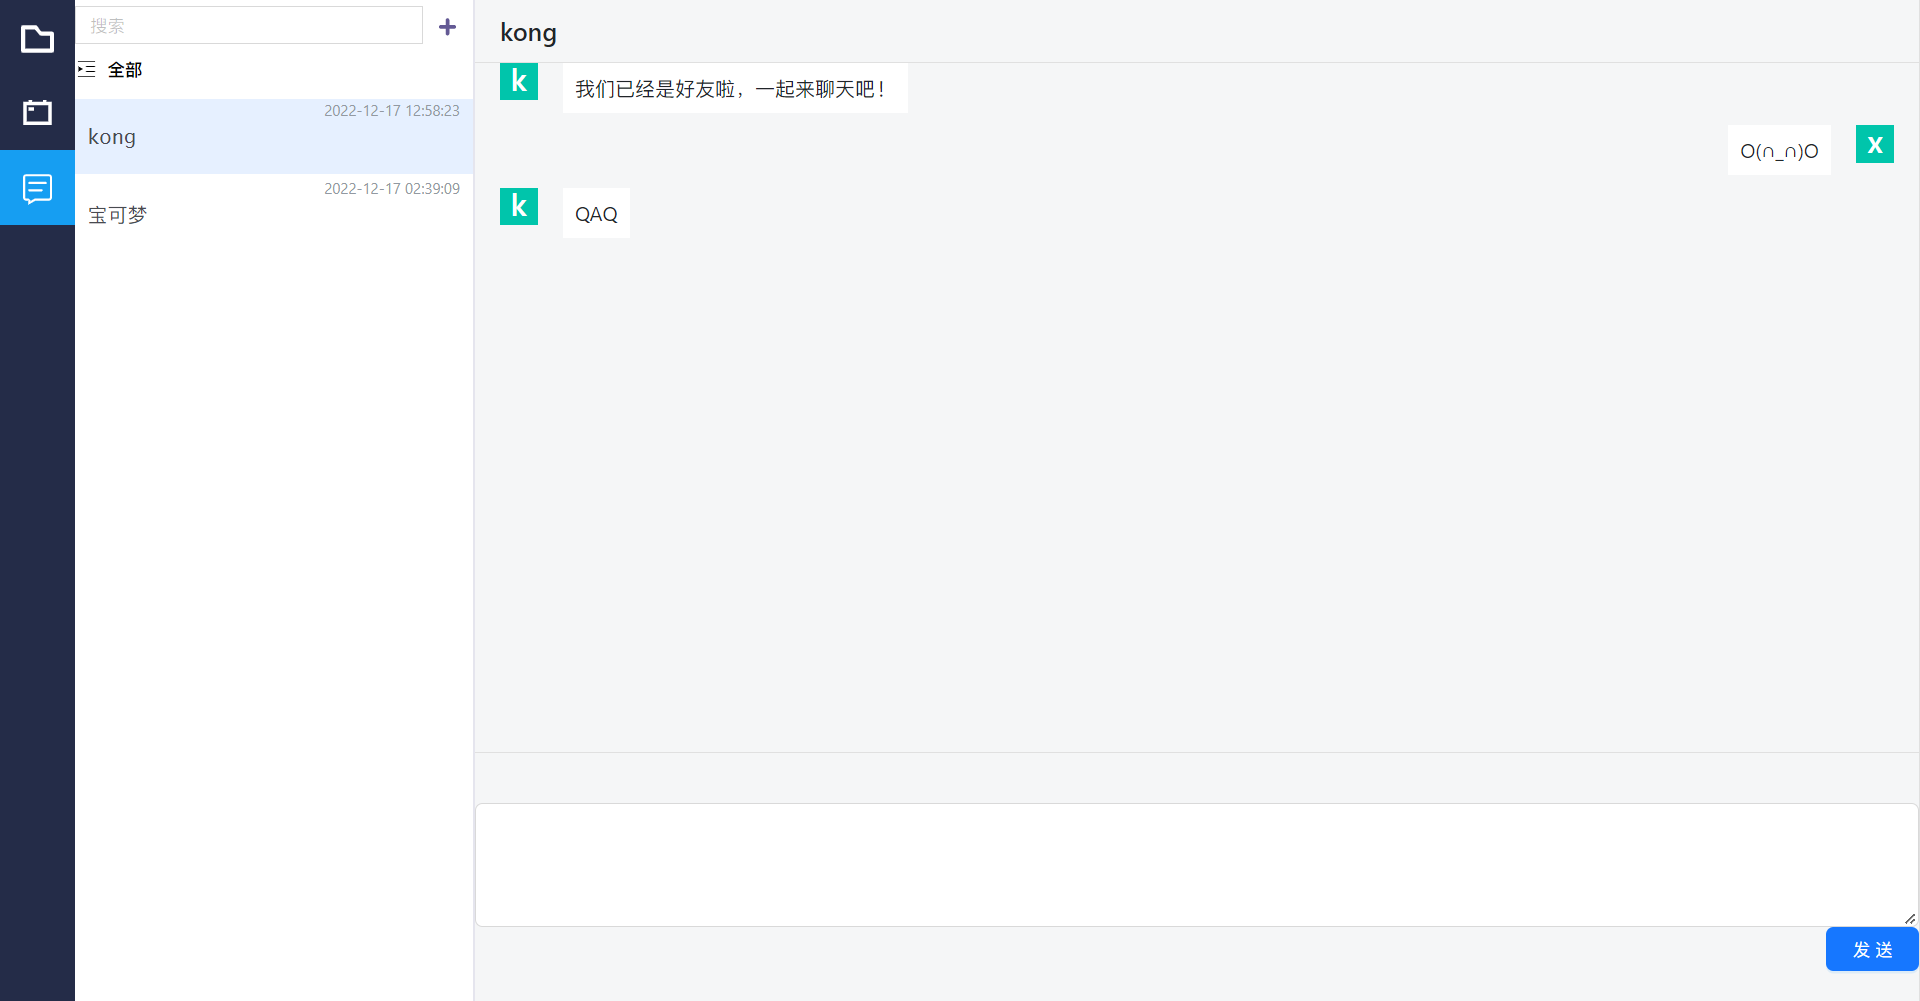 搜索
全部
2022-12-17 12:58:23
kong
2022-12-17 02:39:09
宝可梦
kong
k
我们已经是好友啦，一起来聊天吧！
O(∩_∩)O
x
k
QAQ
发 送